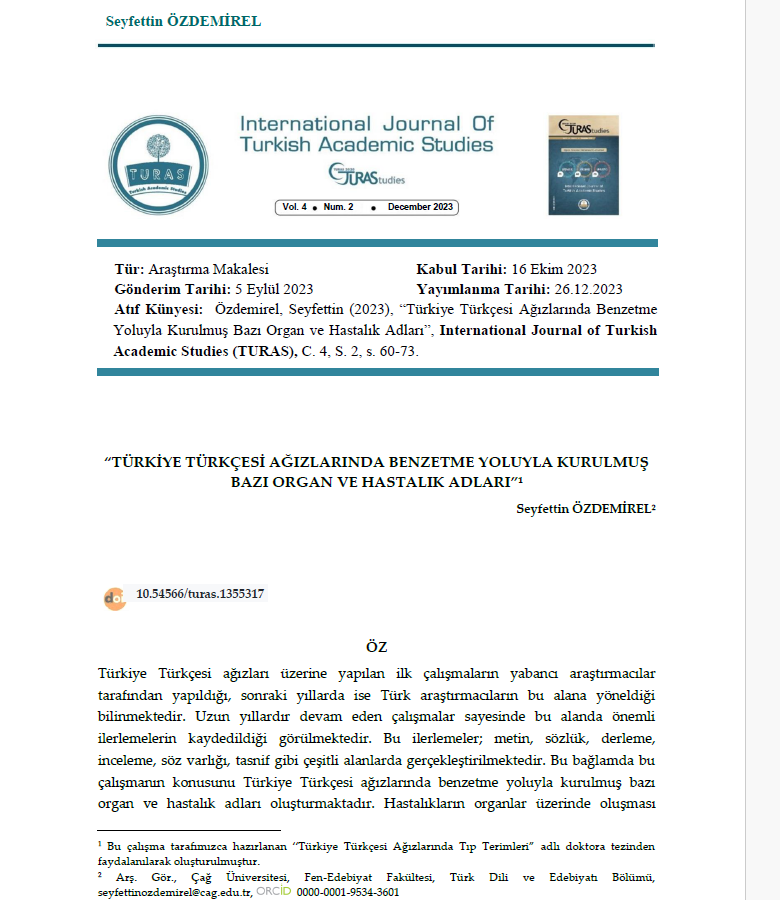 Seyfettin ÖZDEMİREL
TURAS
Turkish Academic Studies
International Journal Of
Turkish Academic Studies
TURAStudies
Vol. 4 • Num. 2 • December 2023
TURAStudies
International Journal of
Turkish Academic Studies
Tür: Araştırma Makalesi
Kabul Tarihi: 16 Ekim 2023
Gönderim Tarihi: 5 Eylül 2023
Yayımlanma Tarihi: 26.12.2023
Atıf Künyesi: Özdemirel, Seyfettin (2023), “Türkiye Türkçesi Ağızlarında Benzetme
Yoluyla Kurulmuş Bazı Organ ve Hastalık Adları”, International Journal of Turkish
Academic Studies (TURAS), C. 4, S. 2, s. 60-73.
“TÜRKİYE TÜRKÇESİ AĞIZLARINDA BENZETME YOLUYLA KURULMUŞ
BAZI ORGAN VE HASTALIK ADLARI”¹
Seyfettin ÖZDEMİREL²
doi 10.54566/turas.1355317
ÖZ
Türkiye Türkçesi ağızları üzerine yapılan ilk çalışmaların yabancı araştırmacılar
tarafından yapıldığı, sonraki yıllarda ise Türk araştırmacıların bu alana yöneldiği
bilinmektedir. Uzun yıllardır devam eden çalışmalar sayesinde bu alanda önemli
ilerlemelerin kaydedildiği görülmektedir. Bu ilerlemeler; metin, sözlük, derleme,
inceleme, söz varlığı, tasnif gibi çeşitli alanlarda gerçekleştirilmektedir. Bu bağlamda bu
çalışmanın konusunu Türkiye Türkçesi ağızlarında benzetme yoluyla kurulmuş bazı
organ ve hastalık adları oluşturmaktadır. Hastalıkların organlar üzerinde oluşması
¹ Bu çalışma tarafımızca hazırlanan “Türkiye Türkçesi Ağızlarında Tıp Terimleri” adlı doktora tezinden
faydalanılarak oluşturulmuştur.
² Arş. Gör., Çağ Üniversitesi, Fen-Edebiyat Fakültesi, Türk Dili ve Edebiyatı Bölümü,
seyfettinozdemirel@cag.edu.tr, ORCİD 0000-0001-9534-3601